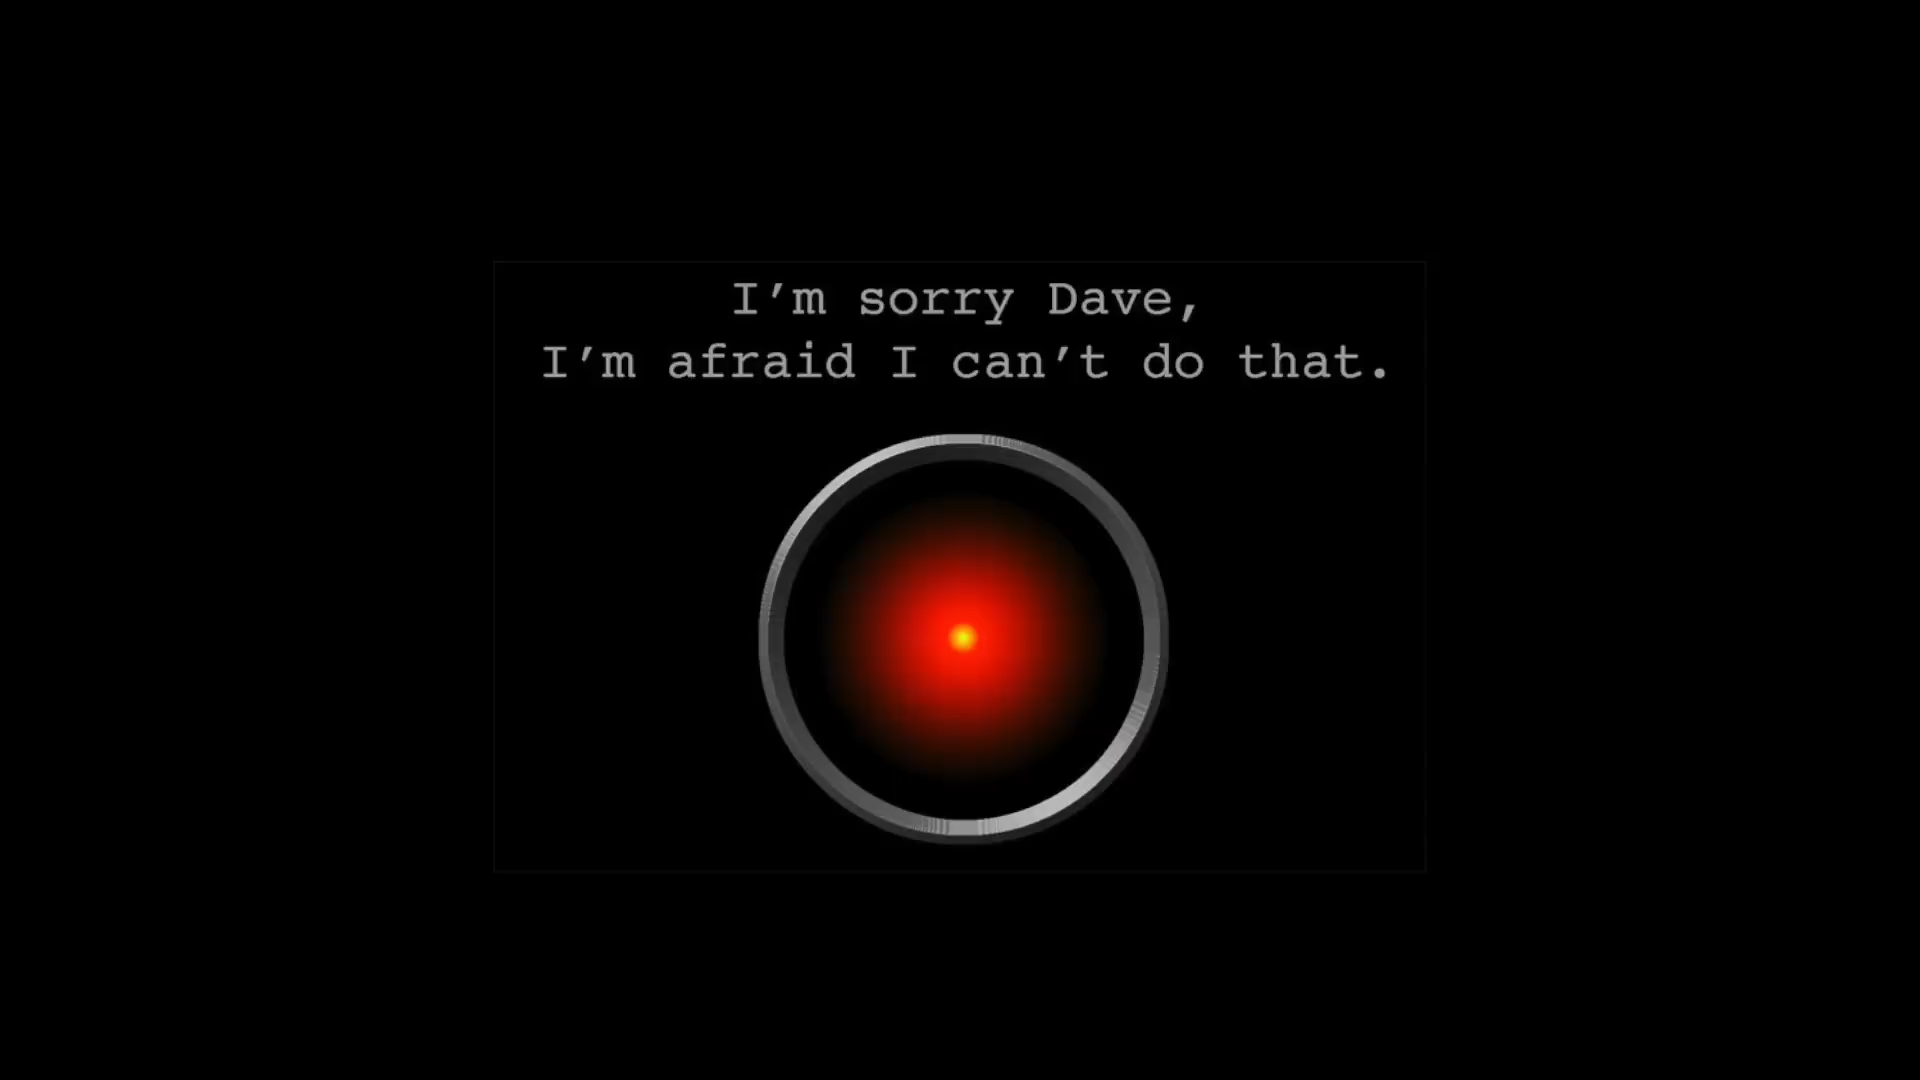 I’m sorry Dave,
I’m afraid I can’t do that.